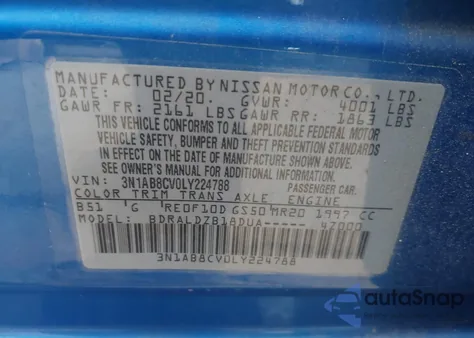 MANUFACTURED BY NISSAN MOTOR CO., LTD.
DATE: 02/20. GVWR: 4001 LBS
GAWR FR: 2161 LBS GAWR RR: 1863 LBS
THIS VEHICLE CONFORMS TO ALL APPLICABLE FEDERAL MOTOR
VEHICLE SAFETY, BUMPER AND THEFT PREVENTION STANDARDS
IN EFFECT ON THE DATE OF MANUFACTURE SHOWN ABOVE.
SEE OWNER'S MANUAL FOR ADDITIONAL INFORMATION.
VIN: 3N1AB8CV0LY224788 PASSENGER CAR.
COLOR TRIM TRANS AXLE ENGINE
B51 'G RE0F10D GS50 MR20 1997 CC
MODEL: BDRALDZB18DUA----- 47000
3N1AB8CV0LY224788
autoSnap